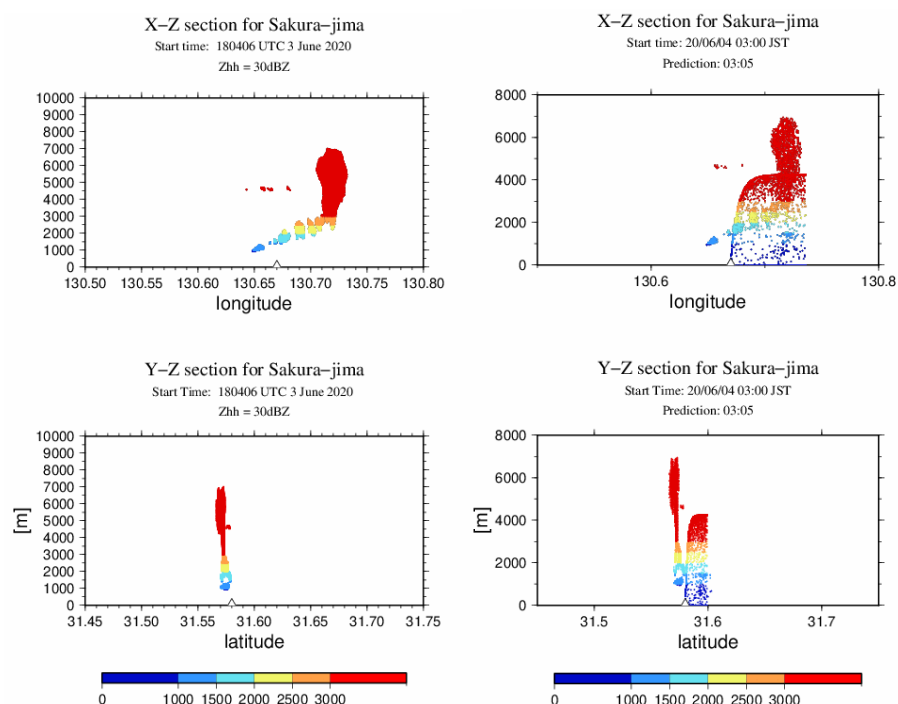 X−Z section for Sakura−jima
Start time: 180406 UTC 3 June 2020
Zhh = 30dBZ
10000
9000
8000
7000
6000
5000
4000
3000
2000
1000
0
130.50 130.55 130.60 130.65 130.70 130.75 130.80
longitude
X−Z section for Sakura−jima
Start time: 20/06/04 03:00 JST
Prediction: 03:05
8000
6000
4000
2000
0
130.6 130.8
longitude
Y−Z section for Sakura−jima
Start Time: 180406 UTC 3 June 2020
Zhh = 30dBZ
10000
9000
8000
7000
6000
5000
4000
3000
2000
1000
0
[m]
31.45 31.50 31.55 31.60 31.65 31.70 31.75
latitude
Y−Z section for Sakura−jima
Start Time: 20/06/04 03:00 JST
Prediction: 03:05
8000
6000
4000
2000
0
[m]
31.5 31.6 31.7
latitude
0 1000 1500 2000 2500 3000
0 1000 1500 2000 2500 3000